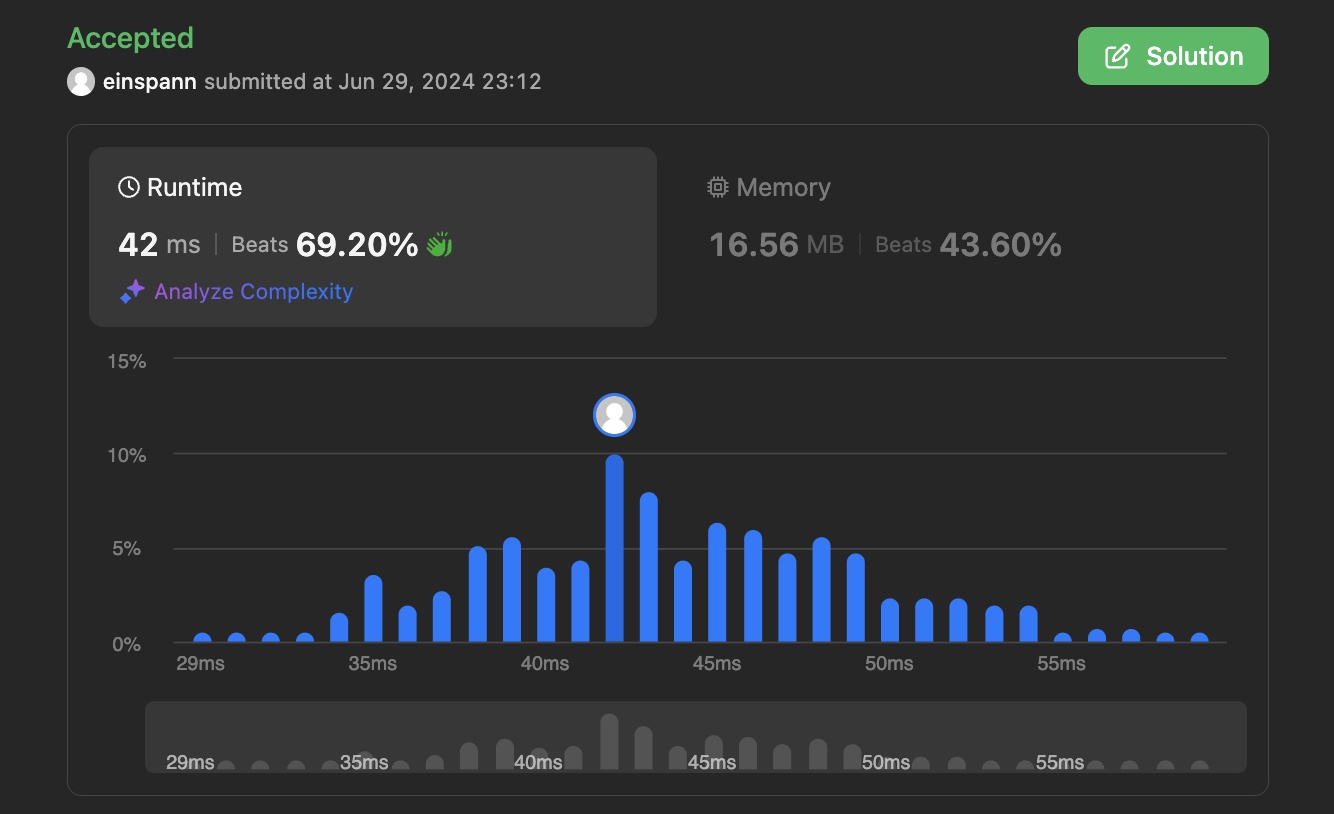 Accepted
Solution
einspann submitted at Jun 29, 2024 23:12
Runtime
42 ms | Beats 69.20%
Analyze Complexity
Memory
16.56 MB | Beats 43.60%
15%
10%
5%
0%
29ms 35ms 40ms 45ms 50ms 55ms
29ms 35ms 40ms 45ms 50ms 55ms